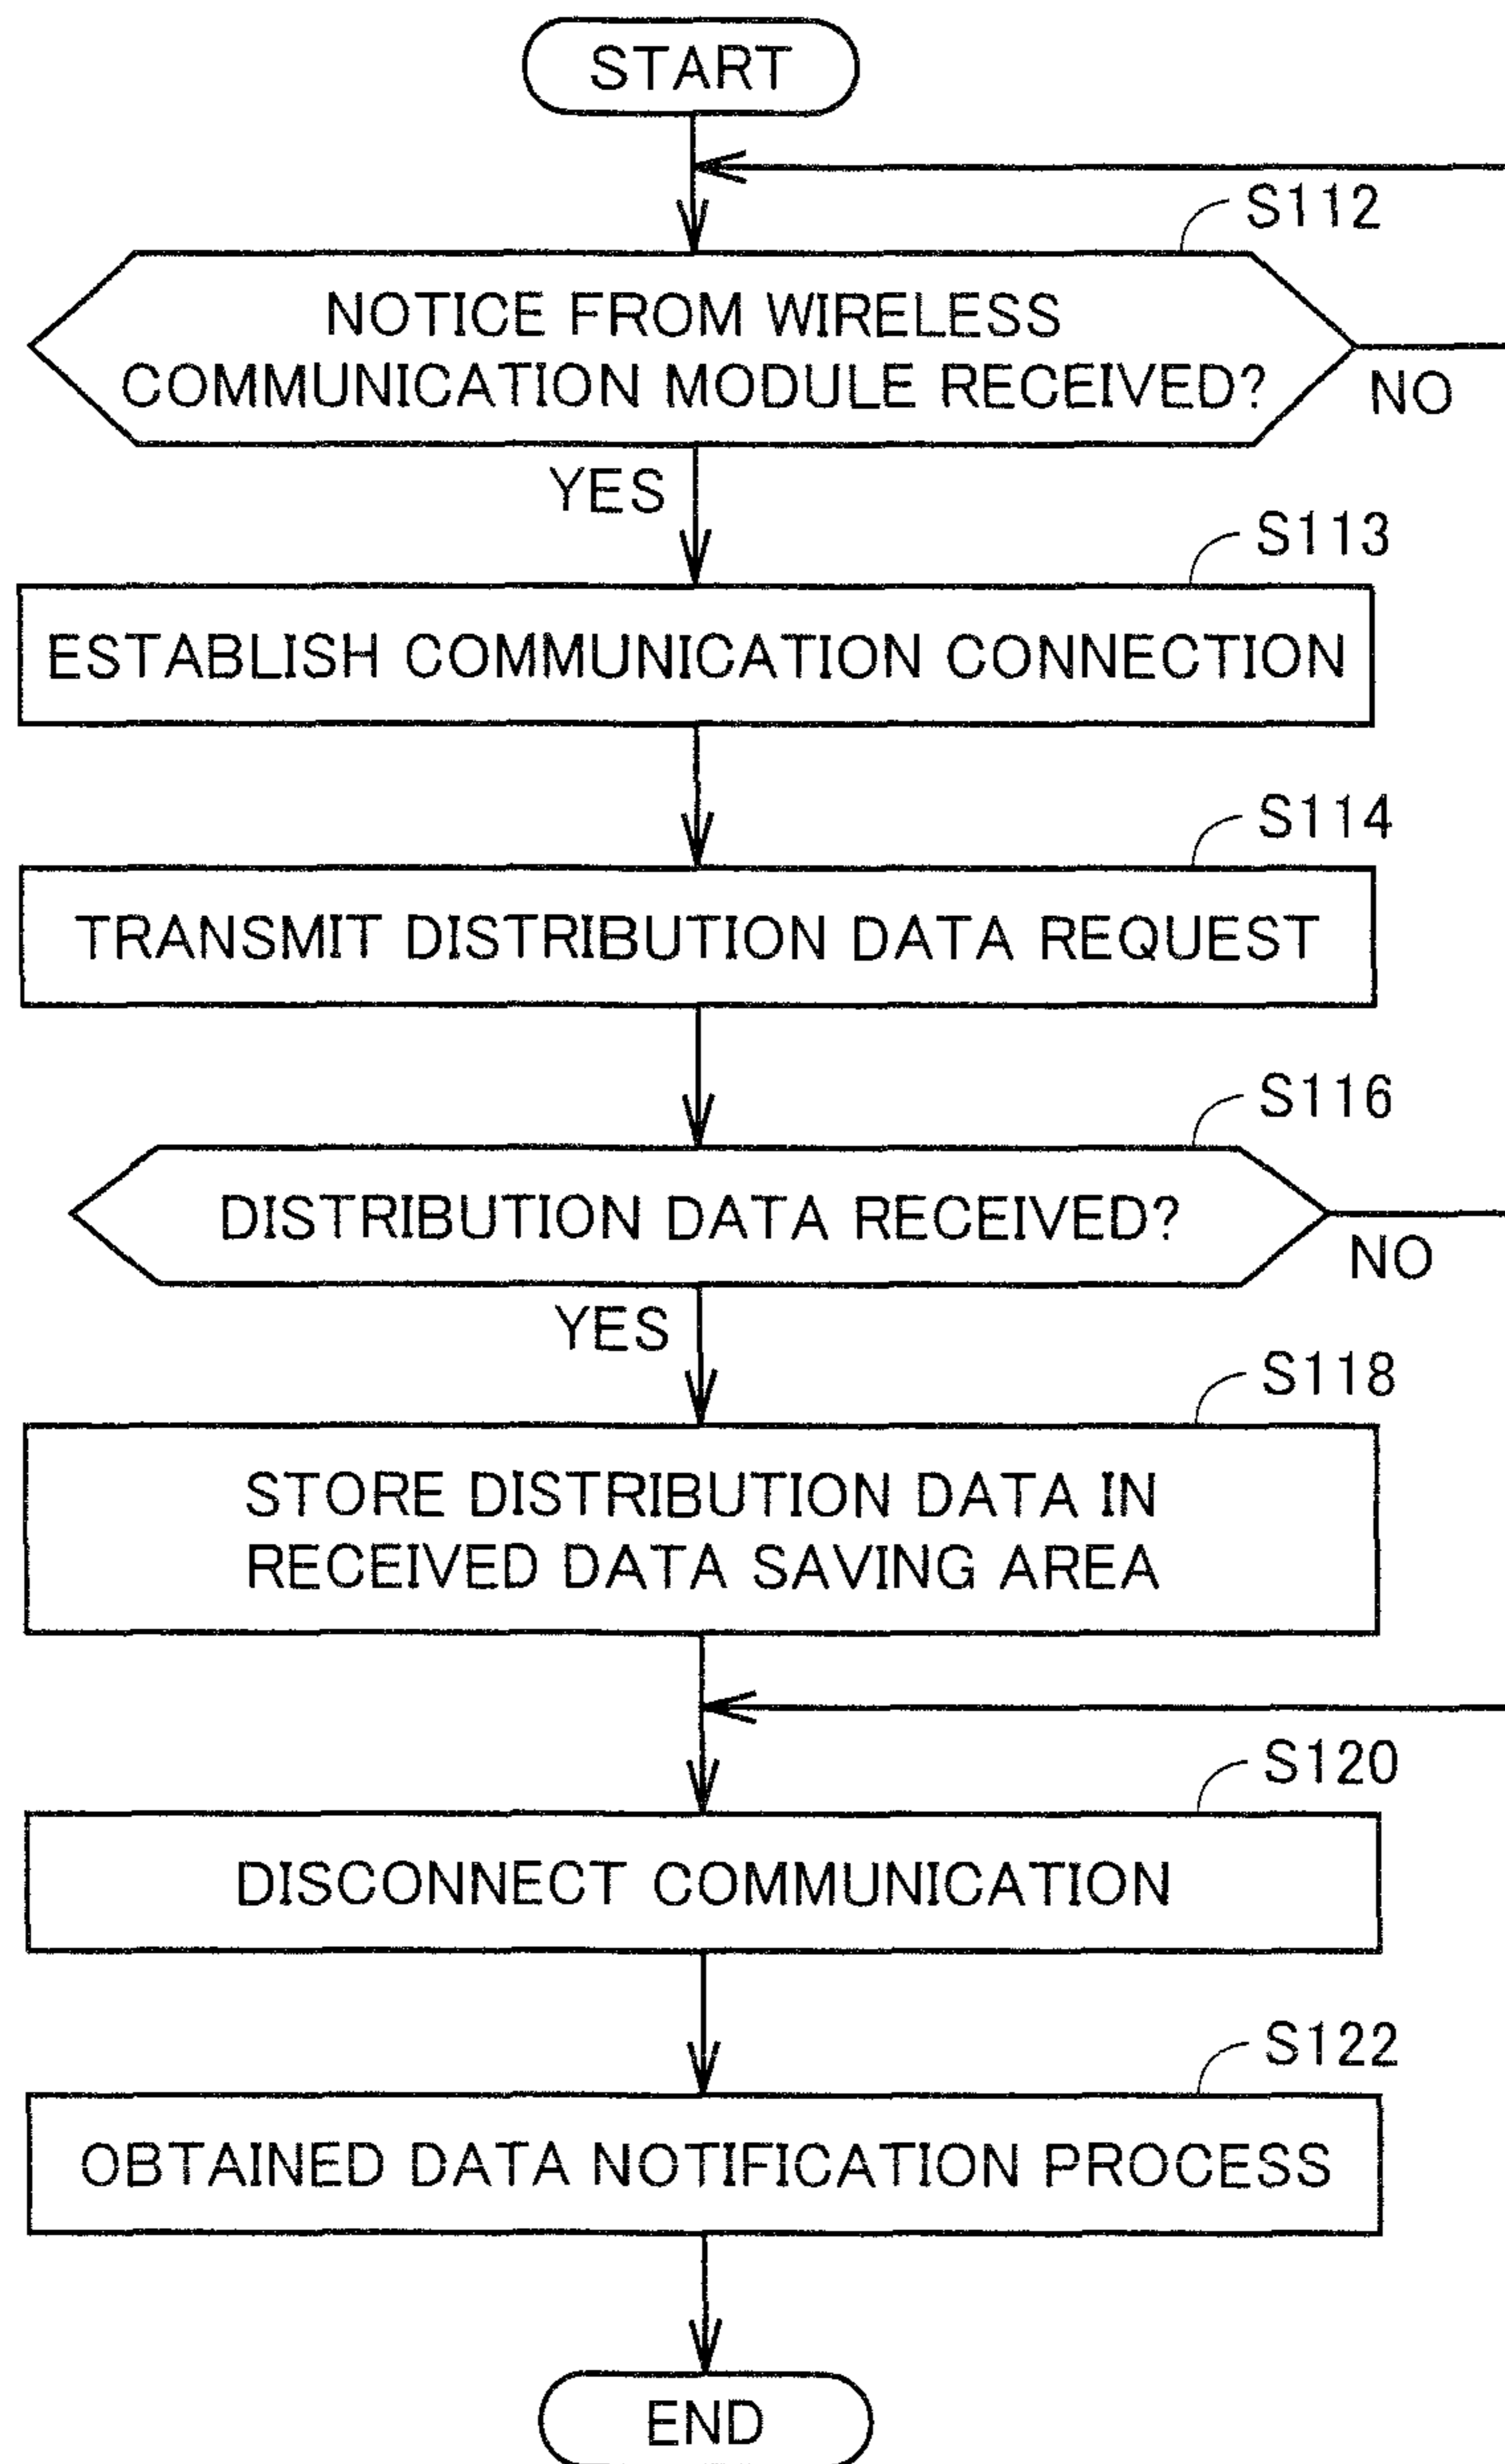 START
S112
NOTICE FROM WIRELESS
COMMUNICATION MODULE RECEIVED?
NO
YES
S113
ESTABLISH COMMUNICATION CONNECTION
S114
TRANSMIT DISTRIBUTION DATA REQUEST
S116
DISTRIBUTION DATA RECEIVED?
NO
YES
S118
STORE DISTRIBUTION DATA IN
RECEIVED DATA SAVING AREA
S120
DISCONNECT COMMUNICATION
S122
OBTAINED DATA NOTIFICATION PROCESS
END